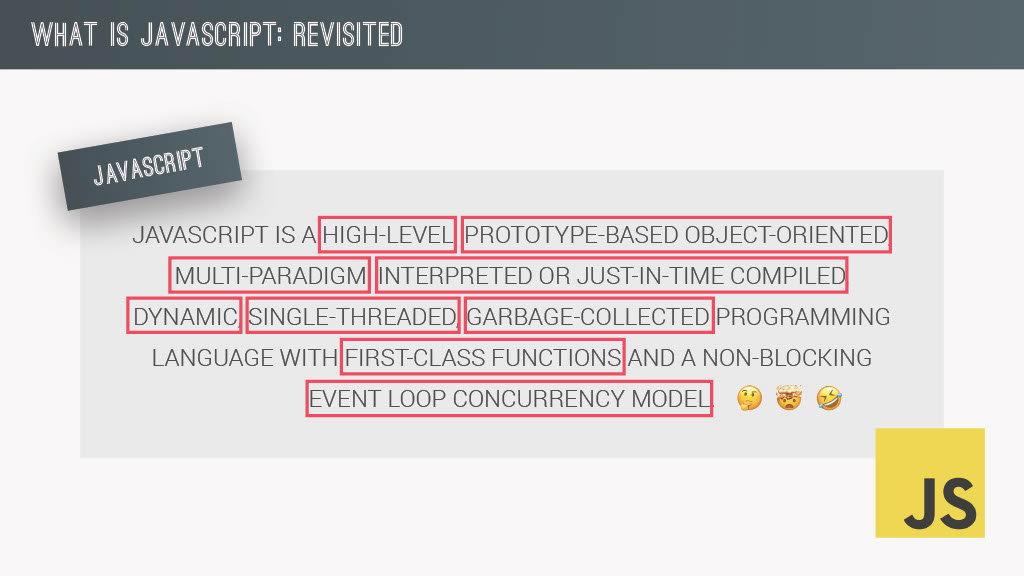 WHAT IS JAVASCRIPT: REVISITED
JAVASCRIPT
JAVASCRIPT IS A HIGH-LEVEL, PROTOTYPE-BASED OBJECT-ORIENTED,
MULTI-PARADIGM, INTERPRETED OR JUST-IN-TIME COMPILED,
DYNAMIC, SINGLE-THREADED, GARBAGE-COLLECTED PROGRAMMING
LANGUAGE WITH FIRST-CLASS FUNCTIONS AND A NON-BLOCKING
EVENT LOOP CONCURRENCY MODEL. 🤔 🤯 🤣
JS